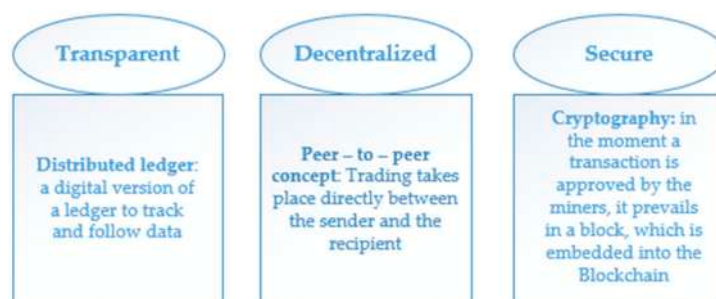 Transparent
Distributed ledger:
a digital version of
a ledger to track
and follow data
Decentralized
Peer – to – peer
concept: Trading takes
place directly between
the sender and the
recipient
Secure
Cryptography: in
the moment a
transaction is
approved by the
miners, it prevails
in a block, which is
embedded into the
Blockchain